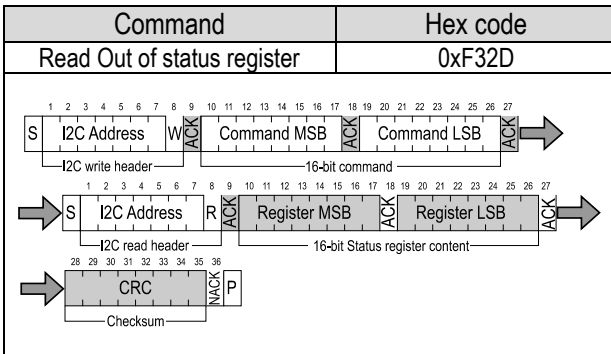 Command Hex code
Read Out of status register 0xF32D
1 2 3 4 5 6 7 8 9 10 11 12 13 14 15 16 17 18 19 20 21 22 23 24 25 26 27
S I2C Address W ACK Command MSB ACK Command LSB ACK
I2C write header 16-bit command
1 2 3 4 5 6 7 8 9 10 11 12 13 14 15 16 17 18 19 20 21 22 23 24 25 26 27
S I2C Address R ACK Register MSB ACK Register LSB ACK
I2C read header 16-bit Status register content
28 29 30 31 32 33 34 35 36
CRC NACK P
Checksum